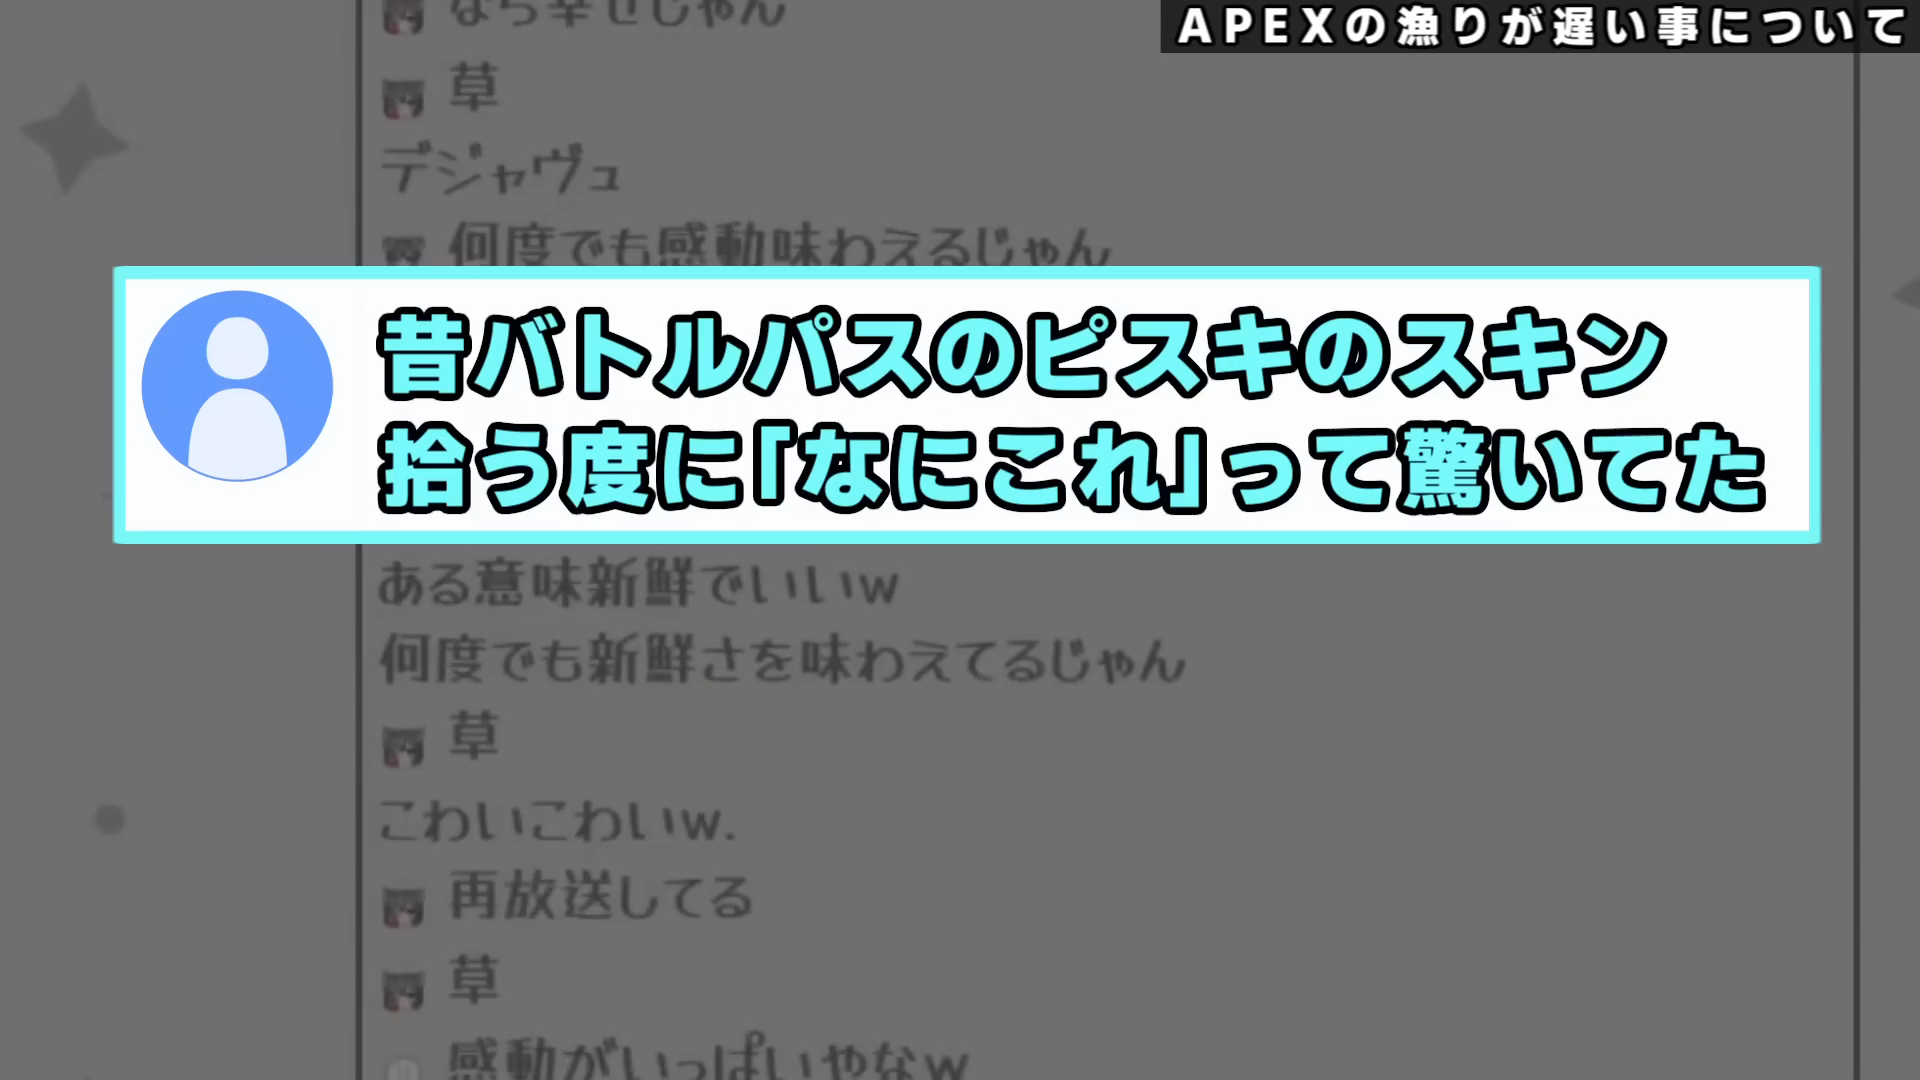 APEXの漁りが遅い事について
なら幸せじゃん
草
デジャヴュ
何度でも感動味わえるじゃん
昔バトルパスのピスキのスキン
拾う度に「なにこれ」って驚いてた
ある意味新鮮でいいw
何度でも新鮮さを味わえてるじゃん
草
こわいこわいw.
再放送してる
草
感動がいっぱいやなw